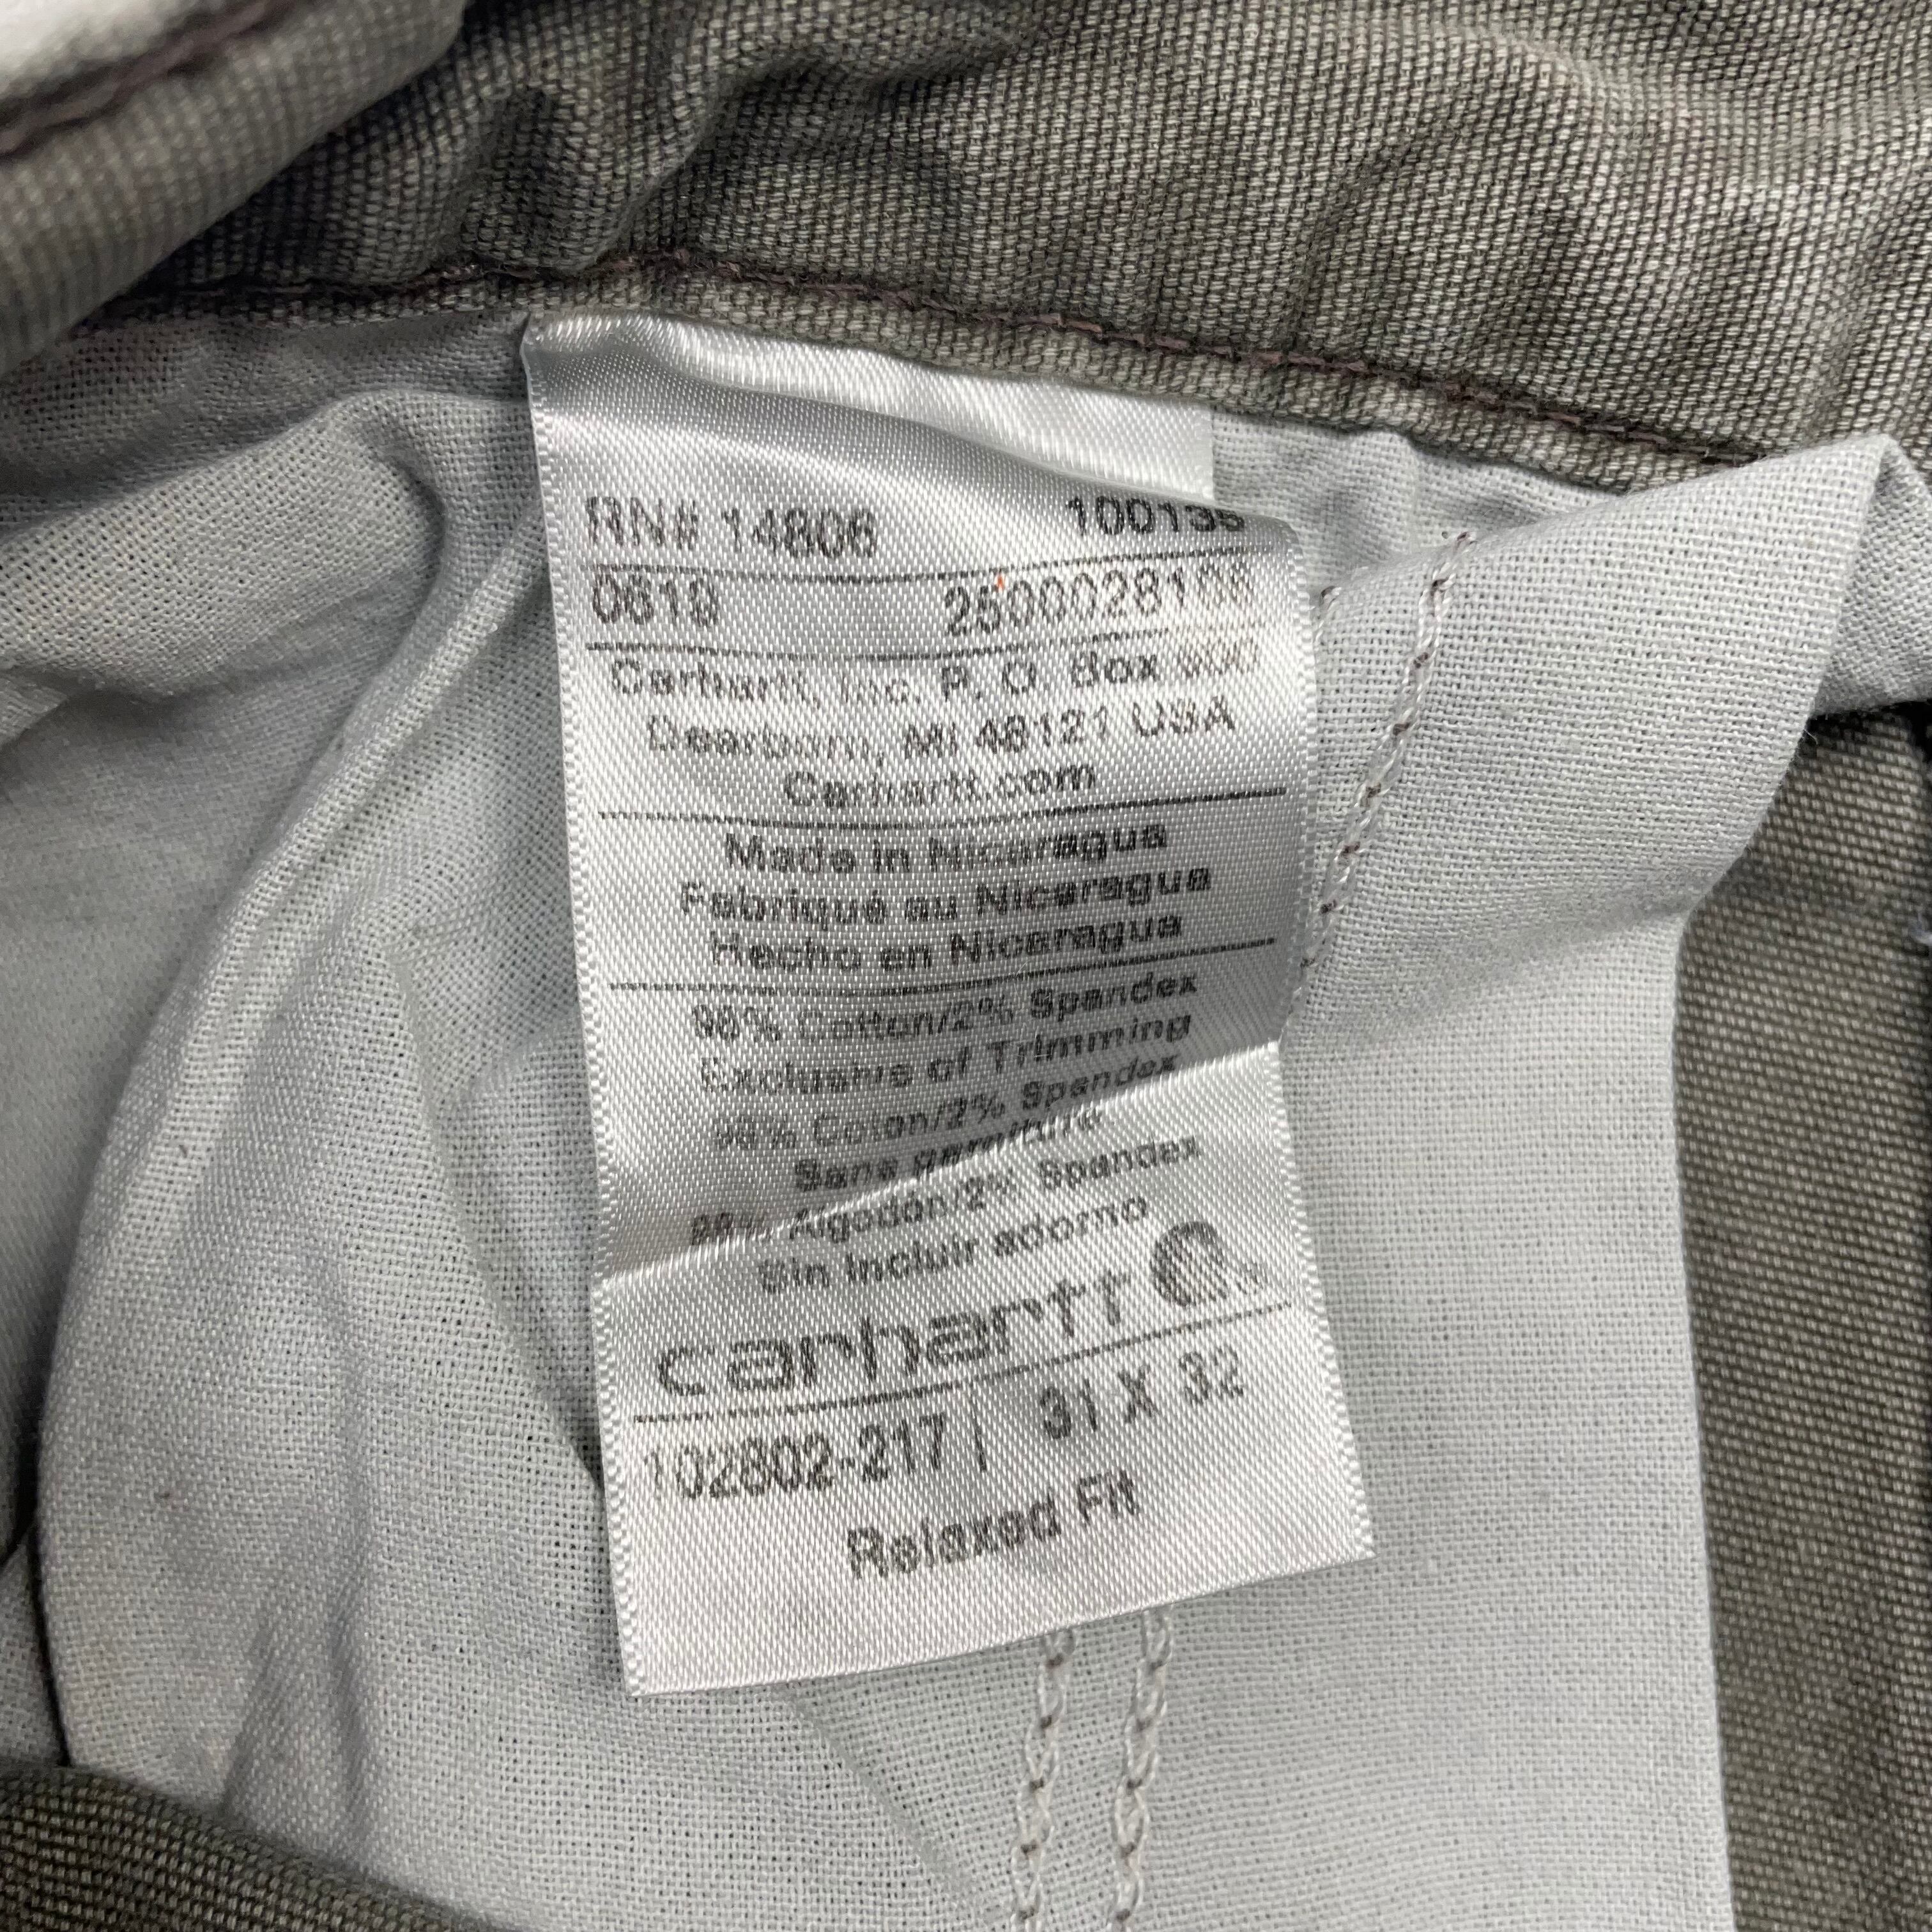 RN# 14806 100135
0619
Carhartt, Inc. P. O. Box
Dearborn, MI 48121 USA
Carhartt.com
Made in Nicaragua
Fabriqué au Nicaragua
Hecho en Nicaragua
98% Cotton/2% Spandex
Exclusive of Trimming
98% Coton/2% Spandex
Sans garniture
98% Algodón/2% Spandex
Sin incluir adorno
carhartt
102802-217 | 31 X 32
Relaxed Fit